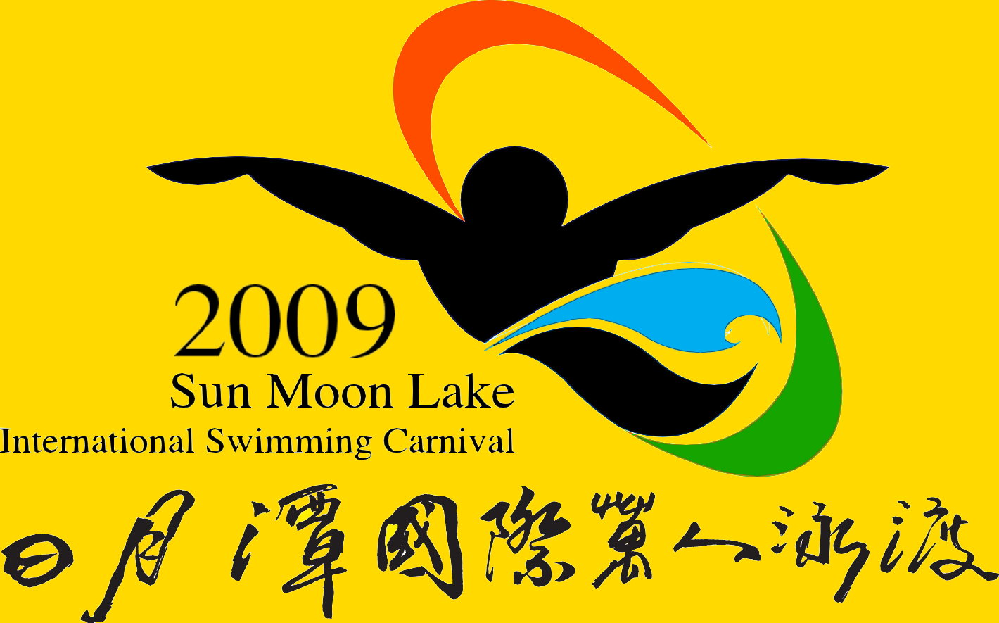 2009
Sun Moon Lake
International Swimming Carnival
日月潭國際萬人泳渡